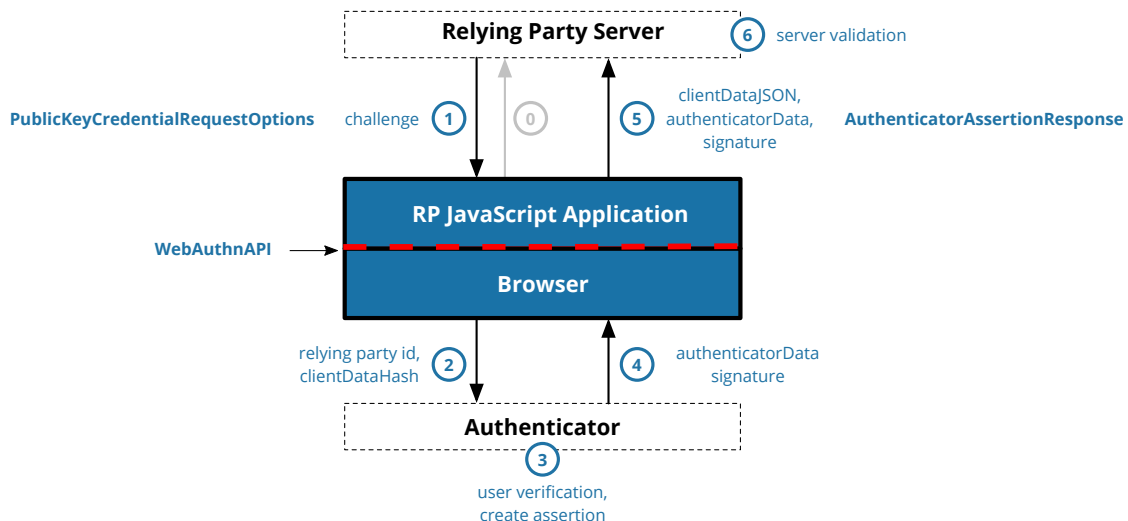 Relying Party Server
6 server validation
PublicKeyCredentialRequestOptions
challenge 1
0
5
clientDataJSON,
authenticatorData,
signature
AuthenticatorAssertionResponse
RP JavaScript Application
WebAuthnAPI
Browser
relying party id,
clientDataHash
2
4
authenticatorData
signature
Authenticator
3
user verification,
create assertion